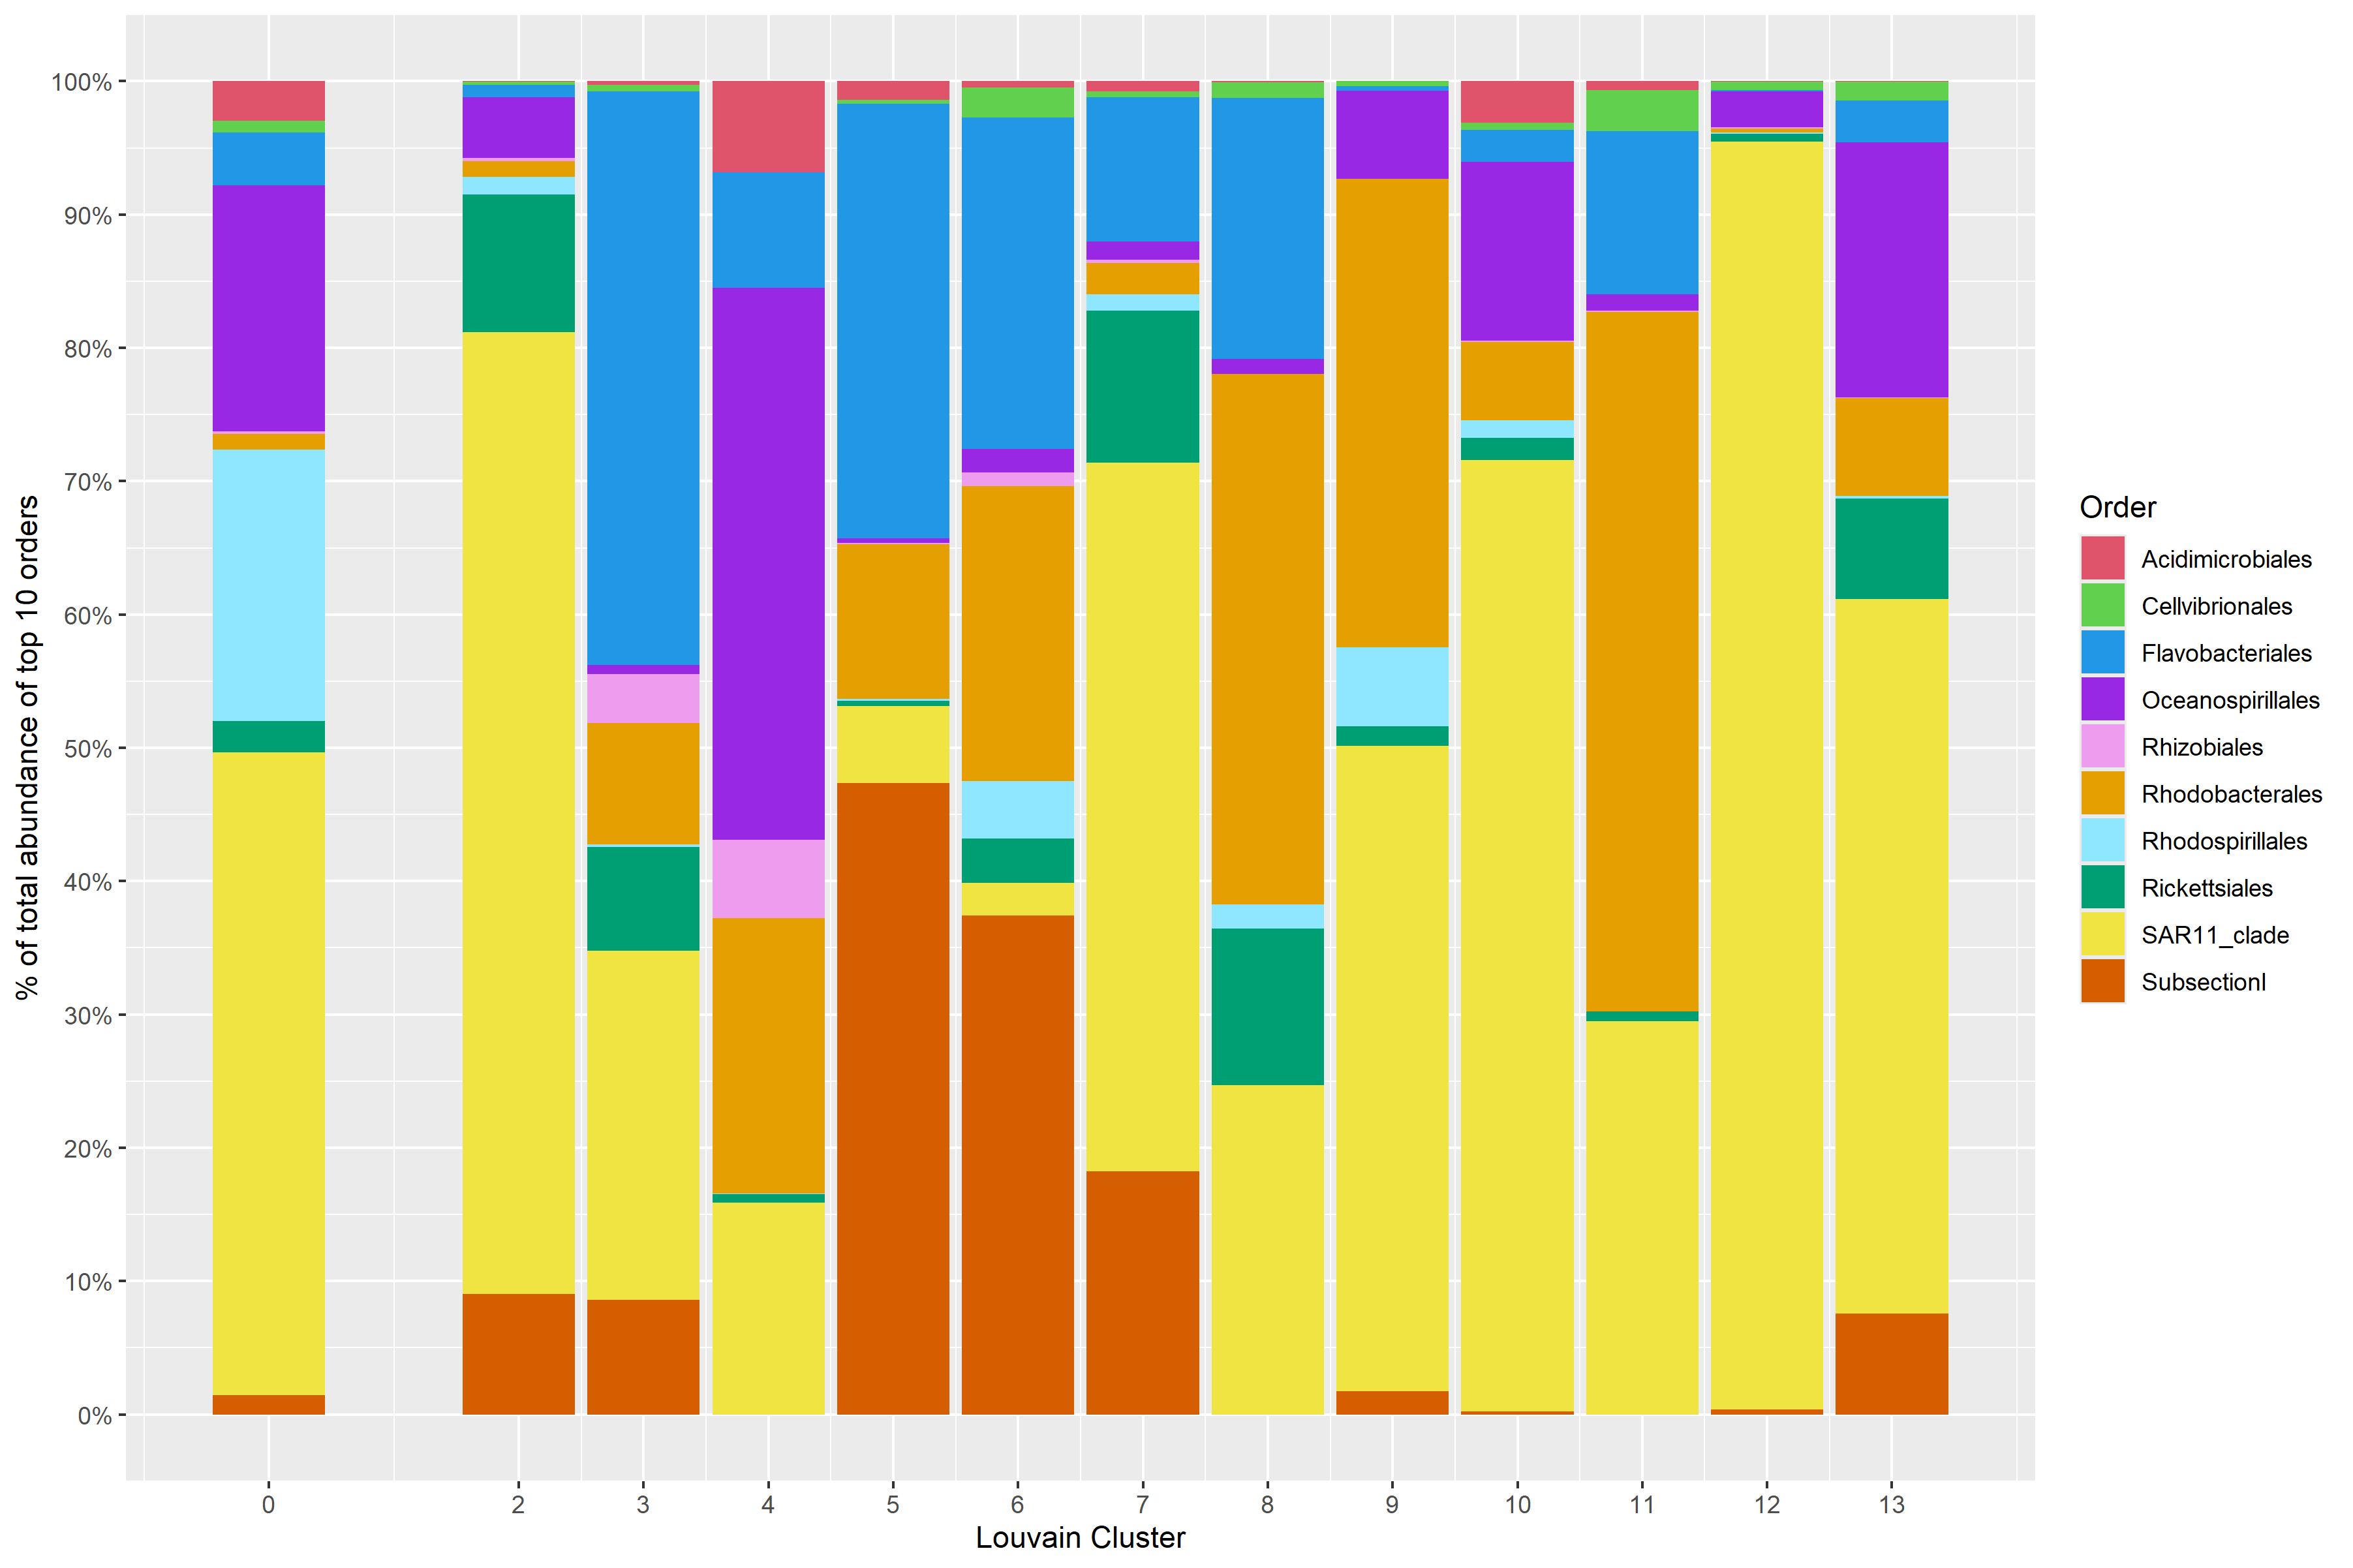 % of total abundance of top 10 orders
100%
90%
80%
70%
60%
50%
40%
30%
20%
10%
0%
0 2 3 4 5 6 7 8 9 10 11 12 13
Louvain Cluster
Order
Acidimicrobiales
Cellvibrionales
Flavobacteriales
Oceanospirillales
Rhizobiales
Rhodobacterales
Rhodospirillales
Rickettsiales
SAR11_clade
SubsectionI